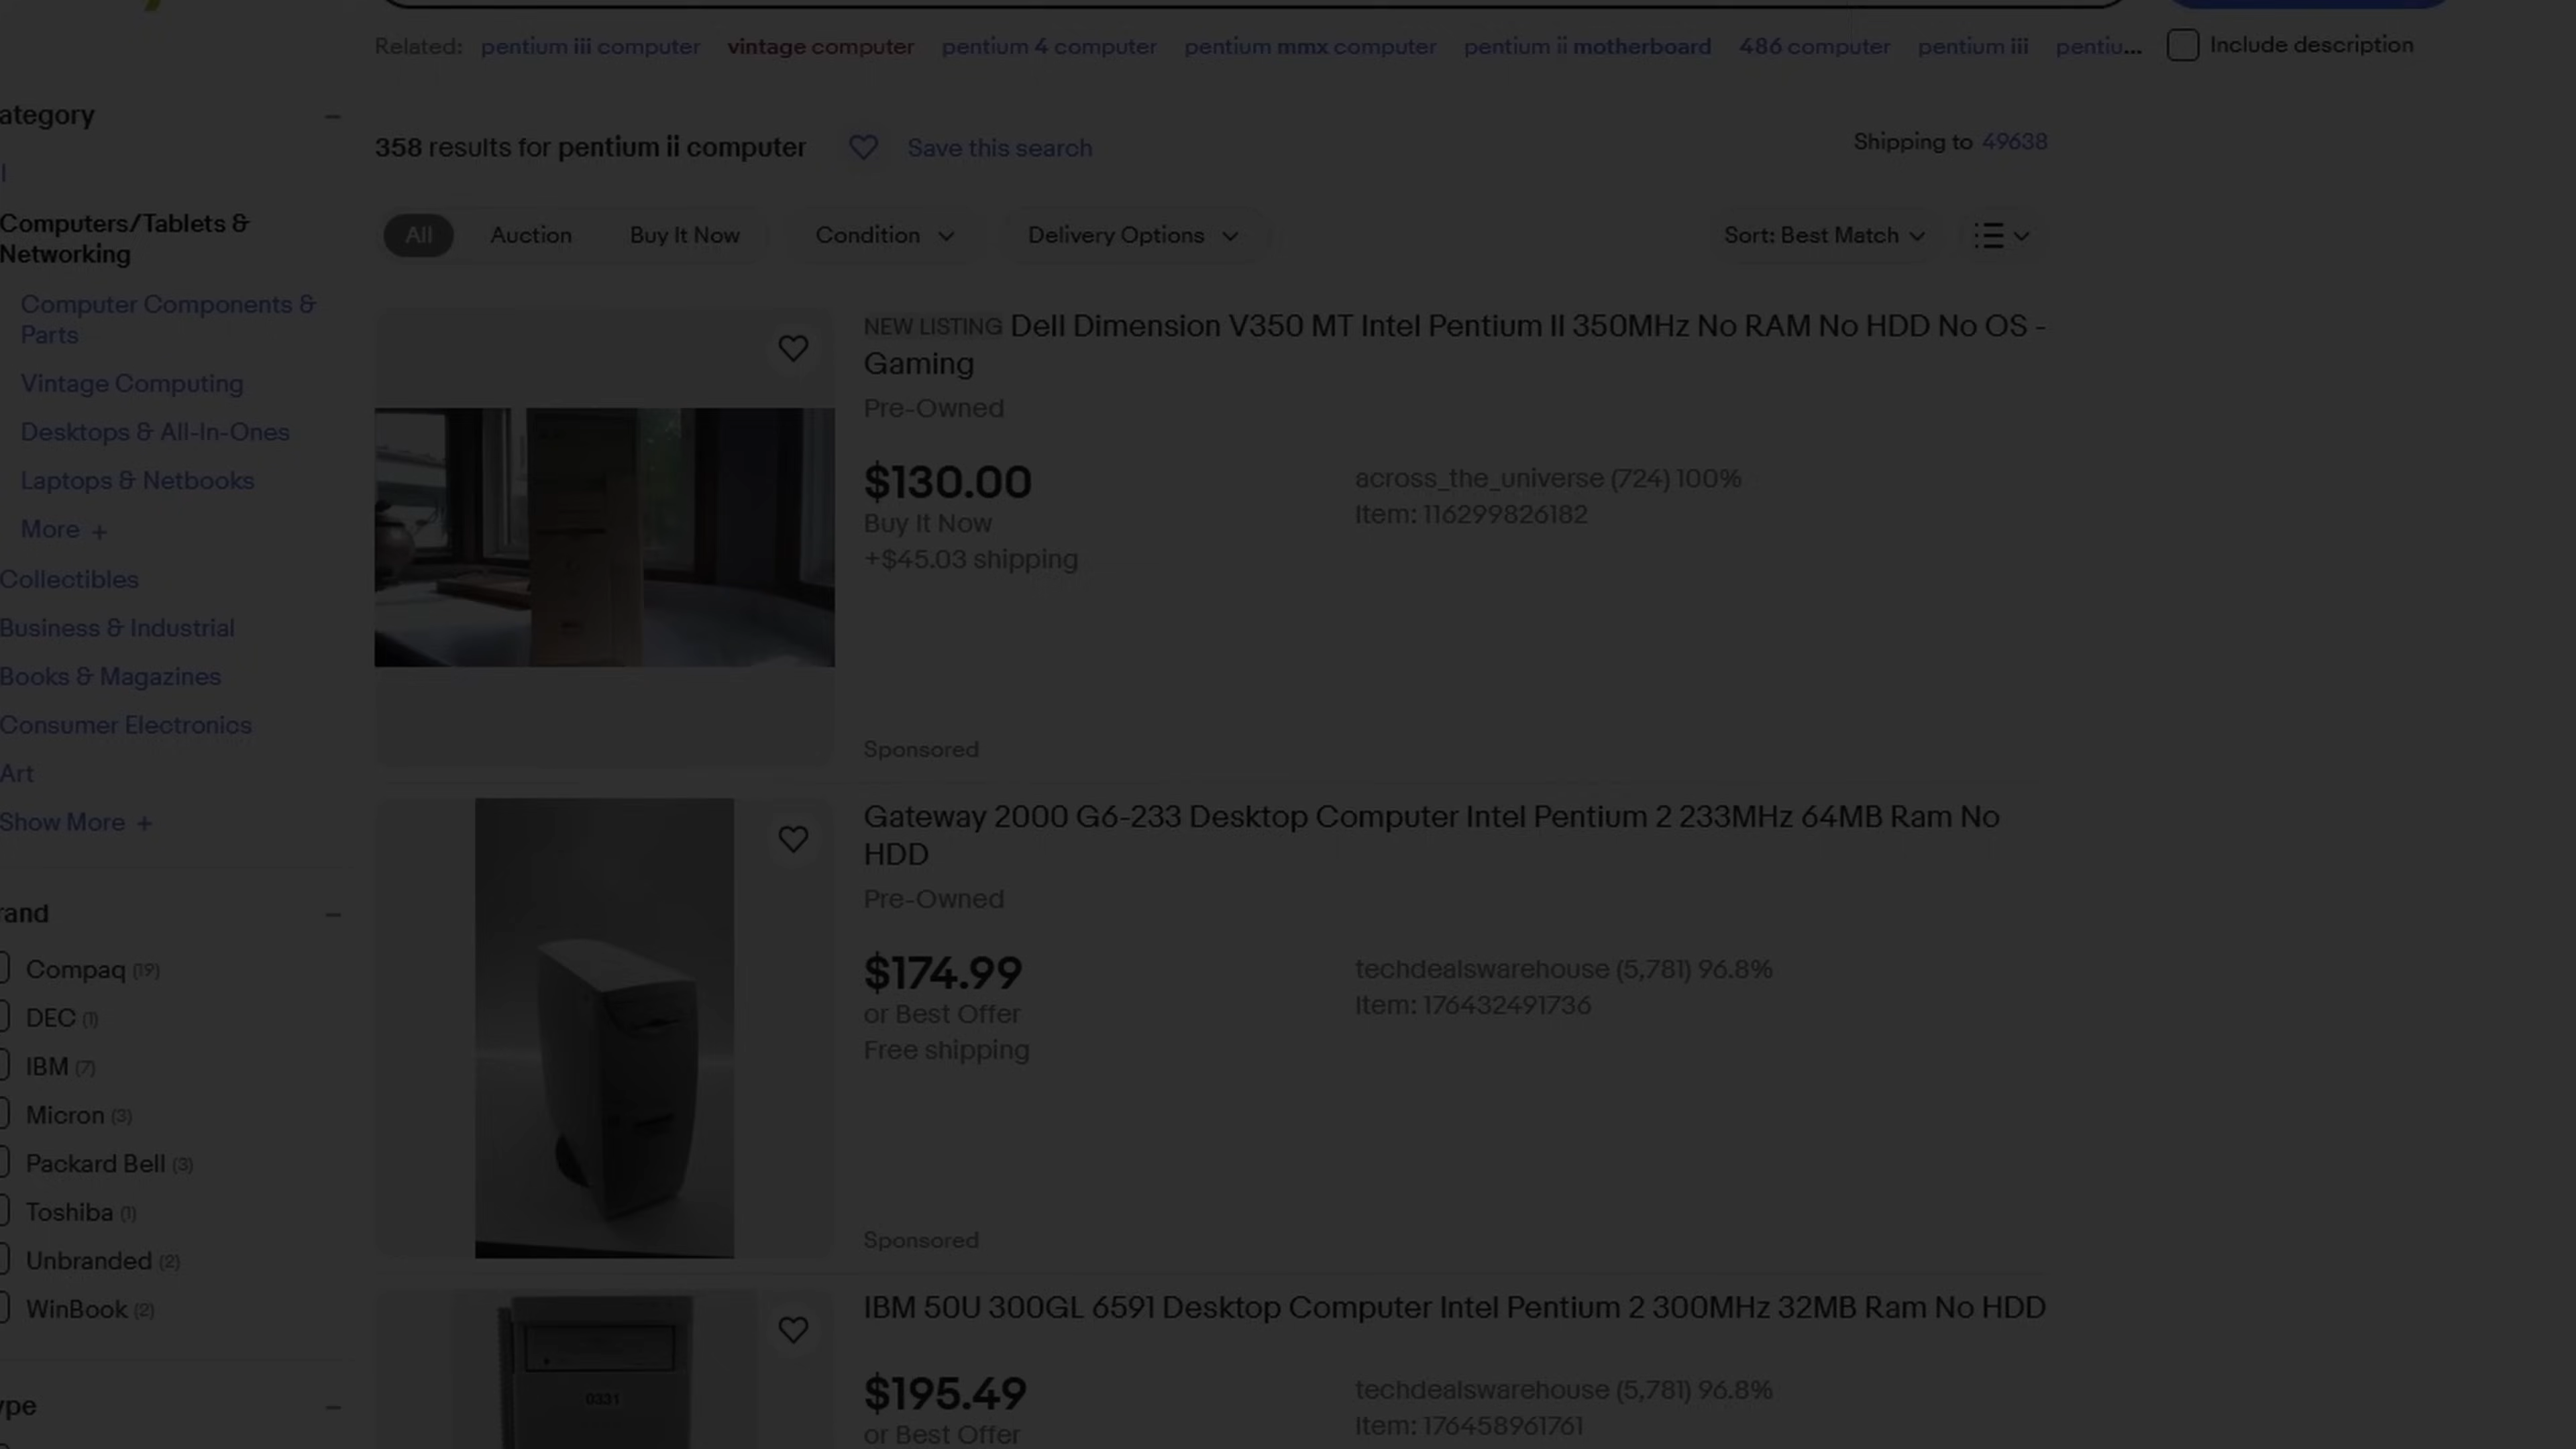 Related: pentium iii computer vintage computer pentium 4 computer pentium mmx computer pentium ii motherboard 486 computer pentium iii pentiu... Include description
ategory
l
358 results for pentium ii computer Save this search Shipping to 49638
Computers/Tablets &
Networking
All Auction Buy It Now Condition Delivery Options Sort: Best Match
Computer Components &
Parts
Vintage Computing
Desktops & All-In-Ones
Laptops & Netbooks
More +
Collectibles
Business & Industrial
Books & Magazines
Consumer Electronics
Art
Show More +
rand
Compaq (19)
DEC (1)
IBM (7)
Micron (3)
Packard Bell (3)
Toshiba (1)
Unbranded (2)
WinBook (2)
ype
NEW LISTING Dell Dimension V350 MT Intel Pentium II 350MHz No RAM No HDD No OS -
Gaming
Pre-Owned
$130.00
Buy It Now
+$45.03 shipping
across_the_universe (724) 100%
Item: 116299826182
Sponsored
Gateway 2000 G6-233 Desktop Computer Intel Pentium 2 233MHz 64MB Ram No
HDD
Pre-Owned
$174.99
or Best Offer
Free shipping
techdealswarehouse (5,781) 96.8%
Item: 176432491736
Sponsored
0331
IBM 50U 300GL 6591 Desktop Computer Intel Pentium 2 300MHz 32MB Ram No HDD
$195.49
or Best Offer
techdealswarehouse (5,781) 96.8%
Item: 176458961761